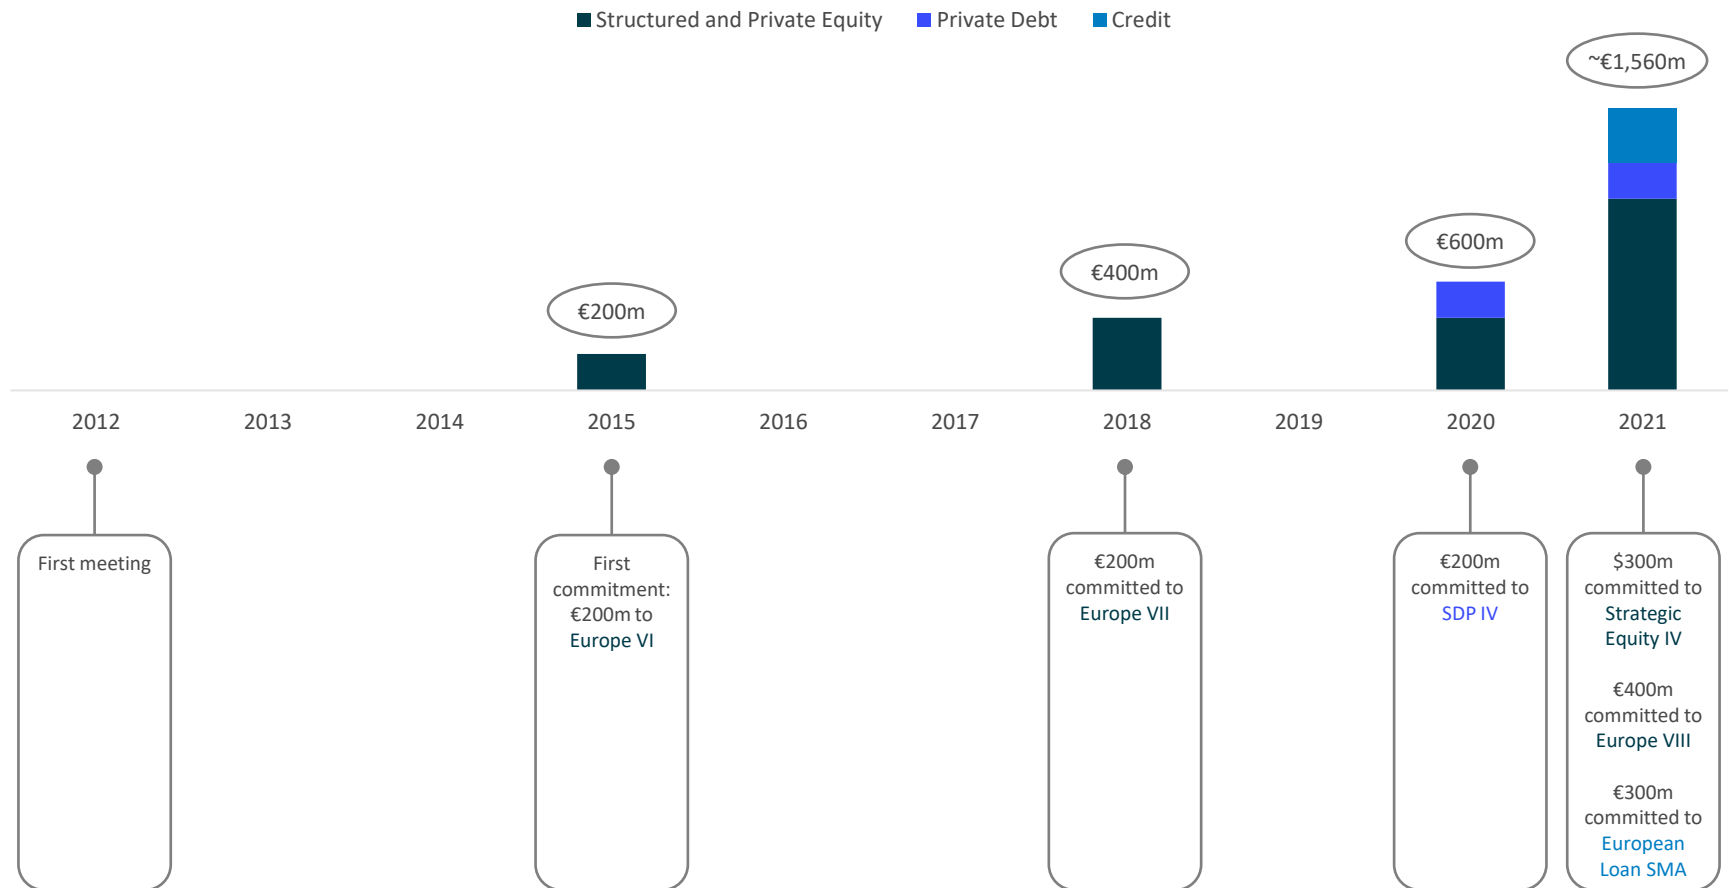 Structured and Private Equity
Private Debt
Credit
~€1,560m
€600m
€400m
€200m
2012
2013
2014
2015
2016
2017
2018
2019
2020
2021
First meeting
First
commitment:
€200m to
Europe VI
€200m
committed to
Europe VII
€200m
committed to
SDP IV
$300m
committed to
Strategic
Equity IV
€400m
committed to
Europe VIII
€300m
committed to
European
Loan SMA